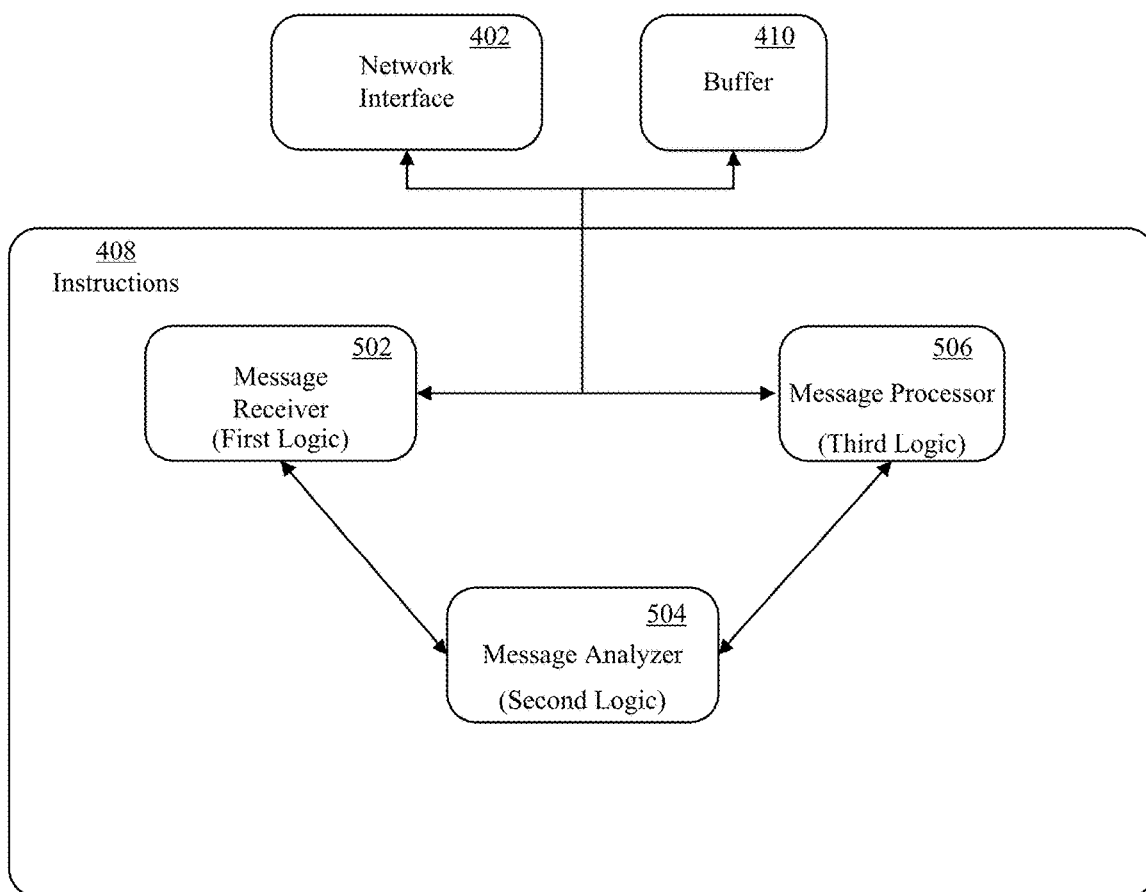 402
Network
Interface
410
Buffer
408
Instructions
502
Message
Receiver
(First Logic)
506
Message Processor
(Third Logic)
504
Message Analyzer
(Second Logic)